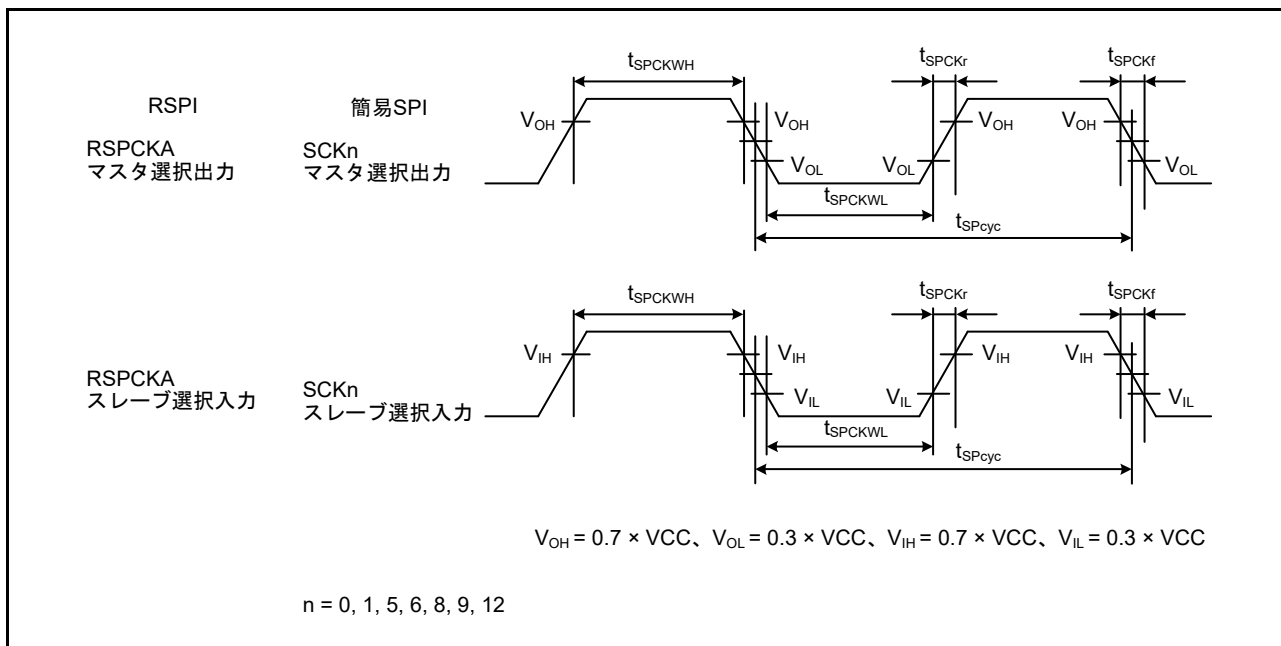 RSPI
簡易SPI
RSPCKA
マスタ選択出力
SCKn
マスタ選択出力
tSPCKWH
tSPCKr
tSPCKf
VOH
VOH
VOH
VOH
VOL
VOL
VOL
tSPCKWL
tSPcyc
RSPCKA
スレーブ選択入力
SCKn
スレーブ選択入力
tSPCKWH
tSPCKr
tSPCKf
VIH
VIH
VIH
VIH
VIL
VIL
VIL
tSPCKWL
tSPcyc
VOH = 0.7 × VCC、VOL = 0.3 × VCC、VIH = 0.7 × VCC、VIL = 0.3 × VCC
n = 0, 1, 5, 6, 8, 9, 12